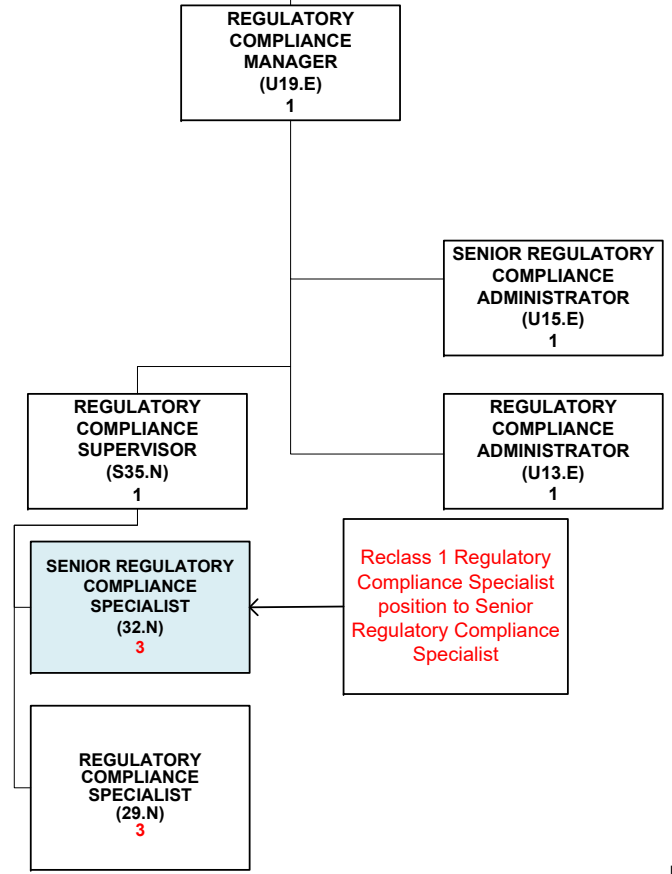 REGULATORY
COMPLIANCE
MANAGER
(U19.E)
1
SENIOR REGULATORY
COMPLIANCE
ADMINISTRATOR
(U15.E)
1
REGULATORY
COMPLIANCE
SUPERVISOR
(S35.N)
1
REGULATORY
COMPLIANCE
ADMINISTRATOR
(U13.E)
1
SENIOR REGULATORY
COMPLIANCE
SPECIALIST
(32.N)
3
Reclass 1 Regulatory
Compliance Specialist
position to Senior
Regulatory Compliance
Specialist
REGULATORY
COMPLIANCE
SPECIALIST
(29.N)
3